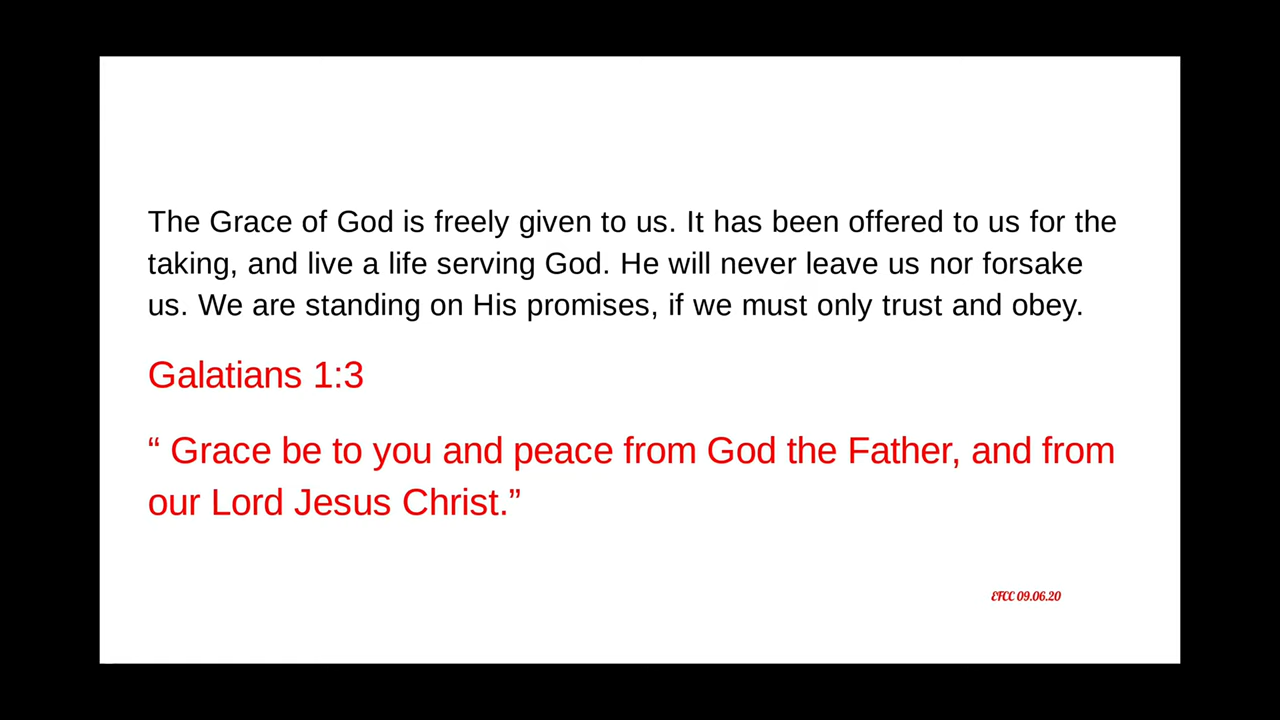 The Grace of God is freely given to us. It has been offered to us for the
taking, and live a life serving God. He will never leave us nor forsake
us. We are standing on His promises, if we must only trust and obey.
Galatians 1:3
“ Grace be to you and peace from God the Father, and from
our Lord Jesus Christ.”
EFCC 09.06.20